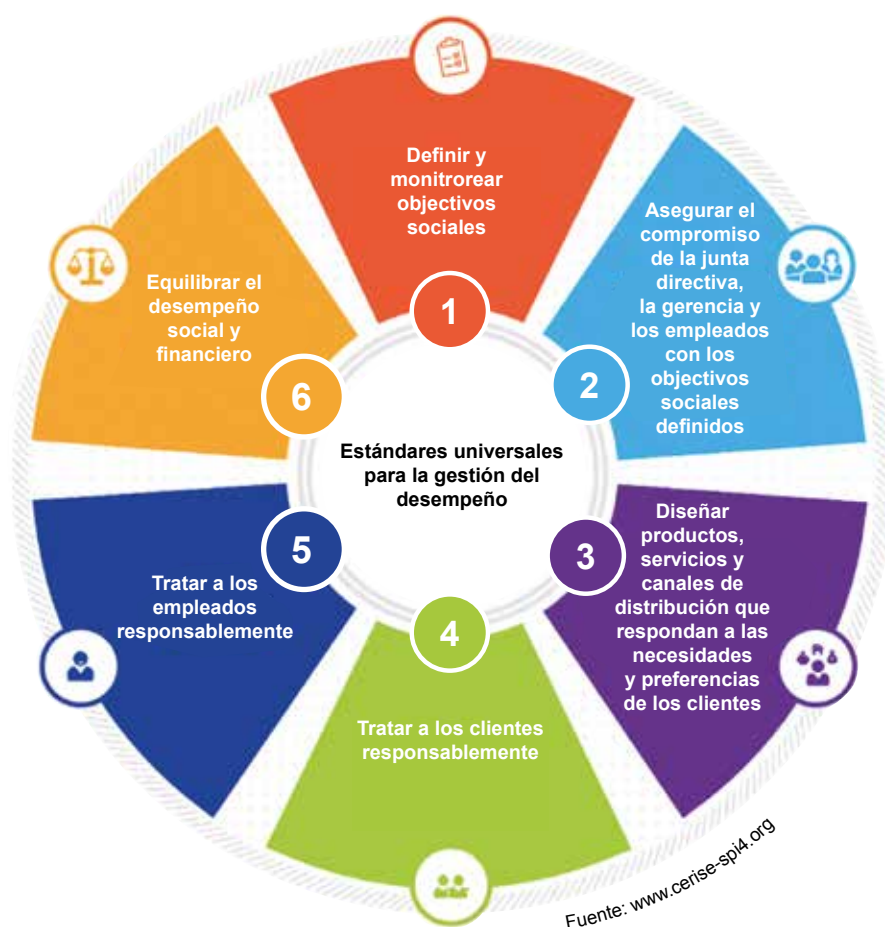 Definir y
monitrorear
objectivos
sociales
1
Asegurar el
compromiso
de la junta
directiva,
la gerencia y
los empleados
con los
objectivos
sociales
definidos
2
Diseñar
productos,
servicios y
canales de
distribución que
respondan a las
necesidades
y preferencias
de los clientes
3
Tratar a los clientes
responsablemente
4
Tratar a los
empleados
responsablemente
5
Equilibrar el
desempeño
social y
financiero
6
Estándares universales
para la gestión del
desempeño
Fuente: www.cerise-spi4.org